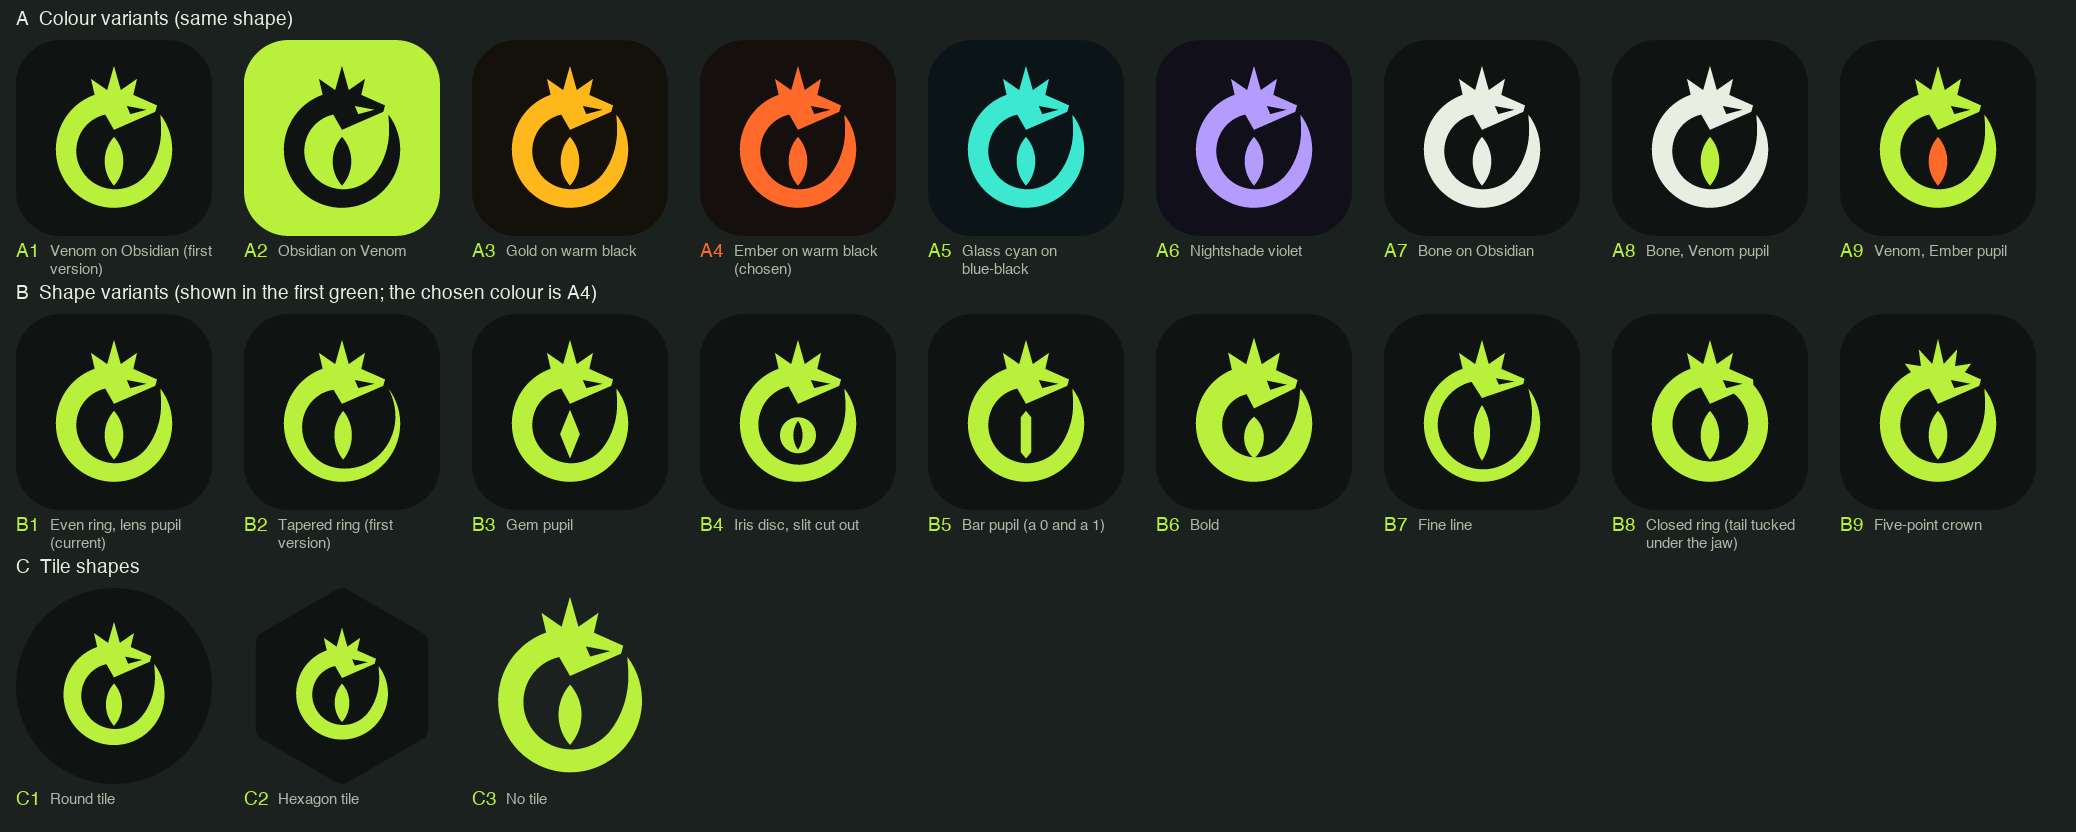 A Colour variants (same shape)
A1 Venom on Obsidian (first
version)
A2 Obsidian on Venom
A3 Gold on warm black
A4 Ember on warm black
(chosen)
A5 Glass cyan on
blue-black
A6 Nightshade violet
A7 Bone on Obsidian
A8 Bone, Venom pupil
A9 Venom, Ember pupil
B Shape variants (shown in the first green; the chosen colour is A4)
B1 Even ring, lens pupil
(current)
B2 Tapered ring (first
version)
B3 Gem pupil
B4 Iris disc, slit cut out
B5 Bar pupil (a 0 and a 1)
B6 Bold
B7 Fine line
B8 Closed ring (tail tucked
under the jaw)
B9 Five-point crown
C Tile shapes
C1 Round tile
C2 Hexagon tile
C3 No tile